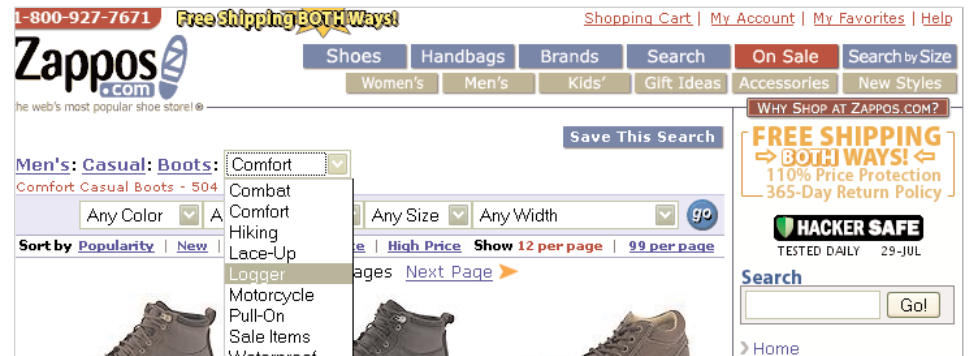 1-800-927-7671 Free Shipping BOTH Ways! Shopping Cart | My Account | My Favorites | Help
Zappos.com
the web's most popular shoe store!®
Shoes Handbags Brands Search On Sale Search by Size
Women's Men's Kids' Gift Ideas Accessories New Styles
WHY SHOP AT ZAPPOS.COM?
FREE SHIPPING
BOTH WAYS!
110% Price Protection
365-Day Return Policy
HACKER SAFE
TESTED DAILY 29-JUL
Search
Go!
Home
Save This Search
Men's: Casual: Boots: Comfort
Comfort Casual Boots - 504
Any Color A Any Size Any Width go
Sort by Popularity | New | e | High Price Show 12 per page | 99 per page
ages Next Page
Combat
Comfort
Hiking
Lace-Up
Logger
Motorcycle
Pull-On
Sale Items
Waterproof